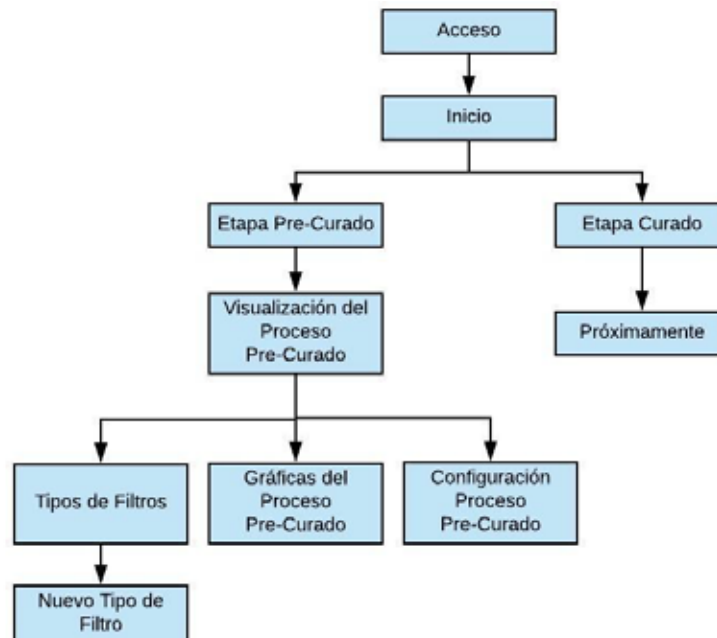 Acceso
Inicio
Etapa Pre-Curado
Etapa Curado
Visualización del
Proceso
Pre-Curado
Próximamente
Tipos de Filtros
Gráficas del
Proceso
Pre-Curado
Configuración
Proceso
Pre-Curado
Nuevo Tipo de
Filtro